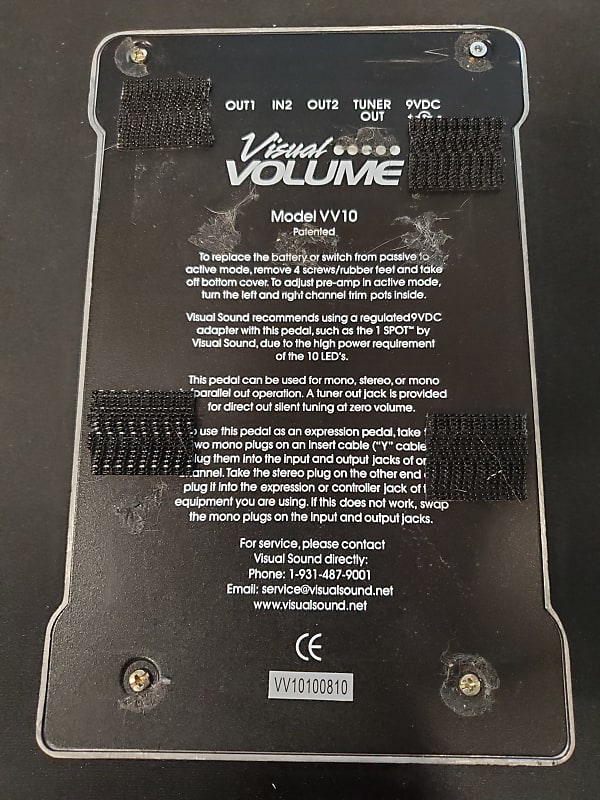 OUT1 IN2 OUT2 TUNER OUT 9VDC
Visual
VOLUME
Model VV10
Patented
To replace the battery or switch from passive to
active mode, remove 4 screws/rubber feet and take
off bottom cover. To adjust pre-amp in active mode,
turn the left and right channel trim pots inside.
Visual Sound recommends using a regulated 9VDC
adapter with this pedal, such as the 1 SPOT™ by
Visual Sound, due to the high power requirement
of the 10 LED's.
This pedal can be used for mono, stereo, or mono
parallel out operation. A tuner out jack is provided
for direct out silent tuning at zero volume.
use this pedal as an expression pedal, take
two mono plugs on an insert cable ("Y" cable
plug them into the input and output jacks of
Take the stereo plug on the other end
plug it into the expression or controller jack of
equipment you are using. If this does not work, swap
the mono plugs on the input and output jacks.
For service, please contact
Visual Sound directly:
Phone: 1-931-487-9001
Email: service@visualsound.net
www.visualsound.net
CE
VV10100810